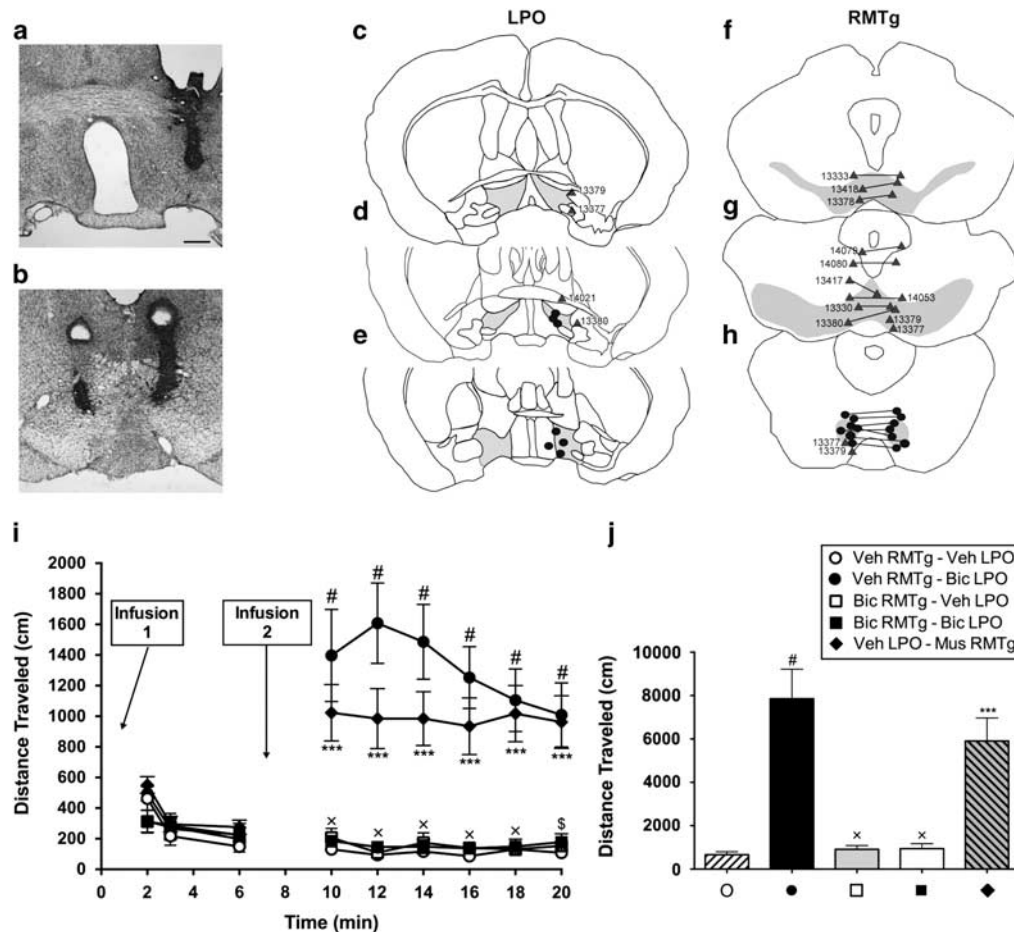 LPO
RMTg
a
b
c
13379
13377
d
14021
13380
e
f
13333
13418
13378
g
14079
14080
13417
14053
13330
13380
13379
13377
h
13377
13379
i
Distance Traveled (cm)
2000
1800
1600
1400
1200
1000
800
600
400
200
0
Infusion
1
Infusion
2
# # # # # #
*** *** *** *** *** ***
× × × × × $
0 2 4 6 8 10 12 14 16 18 20
Time (min)
j
Veh RMTg - Veh LPO
Veh RMTg - Bic LPO
Bic RMTg - Veh LPO
Bic RMTg - Bic LPO
Veh LPO - Mus RMTg
Distance Traveled (cm)
10000
8000
6000
4000
2000
0
# × × ***